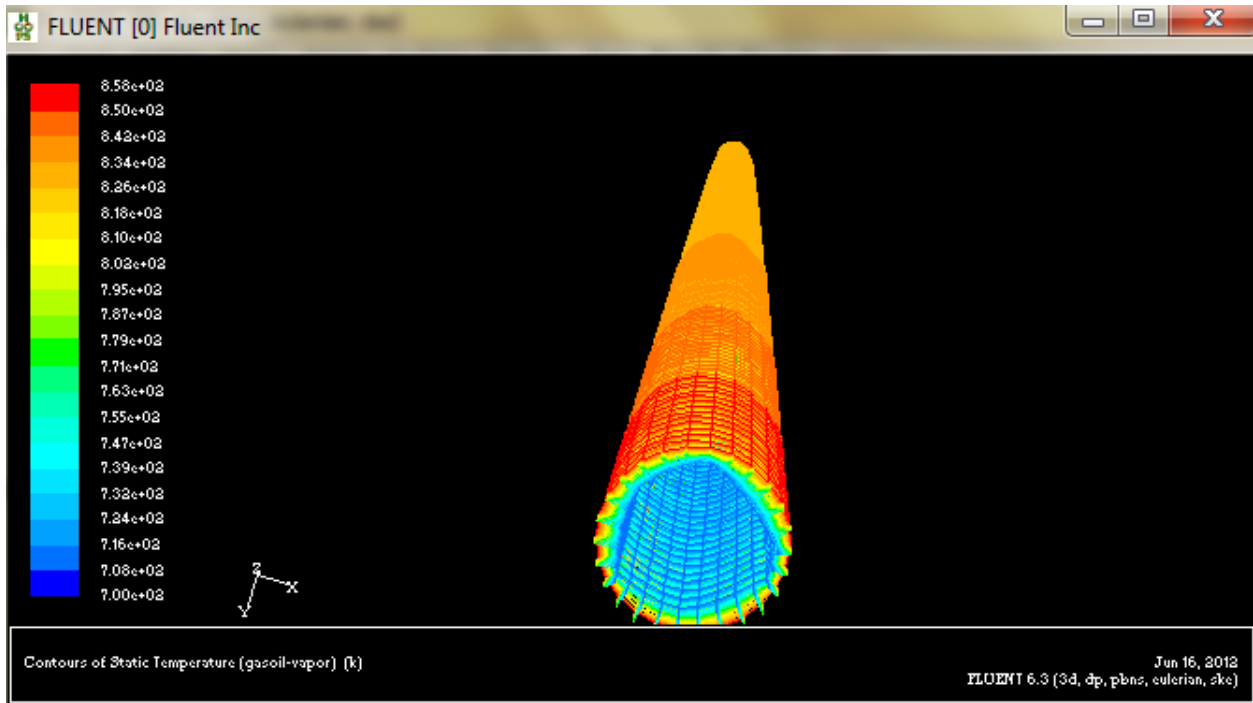 FLUENT [0] Fluent Inc
8.58e+02
8.50e+02
8.42e+02
8.34e+02
8.26e+02
8.18e+02
8.10e+02
8.02e+02
7.95e+02
7.87e+02
7.79e+02
7.71e+02
7.63e+02
7.55e+02
7.47e+02
7.39e+02
7.32e+02
7.24e+02
7.16e+02
7.08e+02
7.00e+02
Z
X
Y
Contours of Static Temperature (gasoil-vapor) (k)
Jun 16, 2012
FLUENT 6.3 (3d, dp, pbns, eulerian, ske)